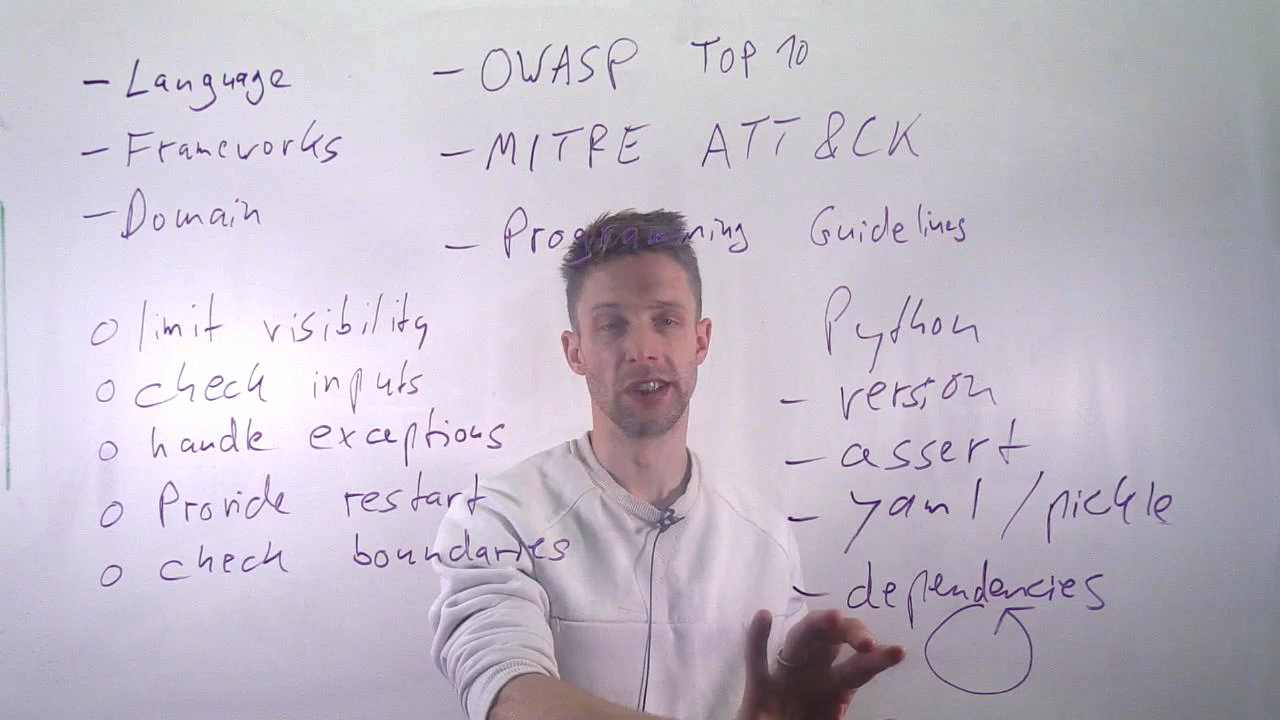 - Language
- Frameworks
- Domain
- OWASP TOP 10
- MITRE ATT&CK
- Programming Guidelines
o limit visibility
o check inputs
o handle exceptions
o Provide restart
o check boundaries
Python
- version
- assert
- yaml / pickle
- dependencies